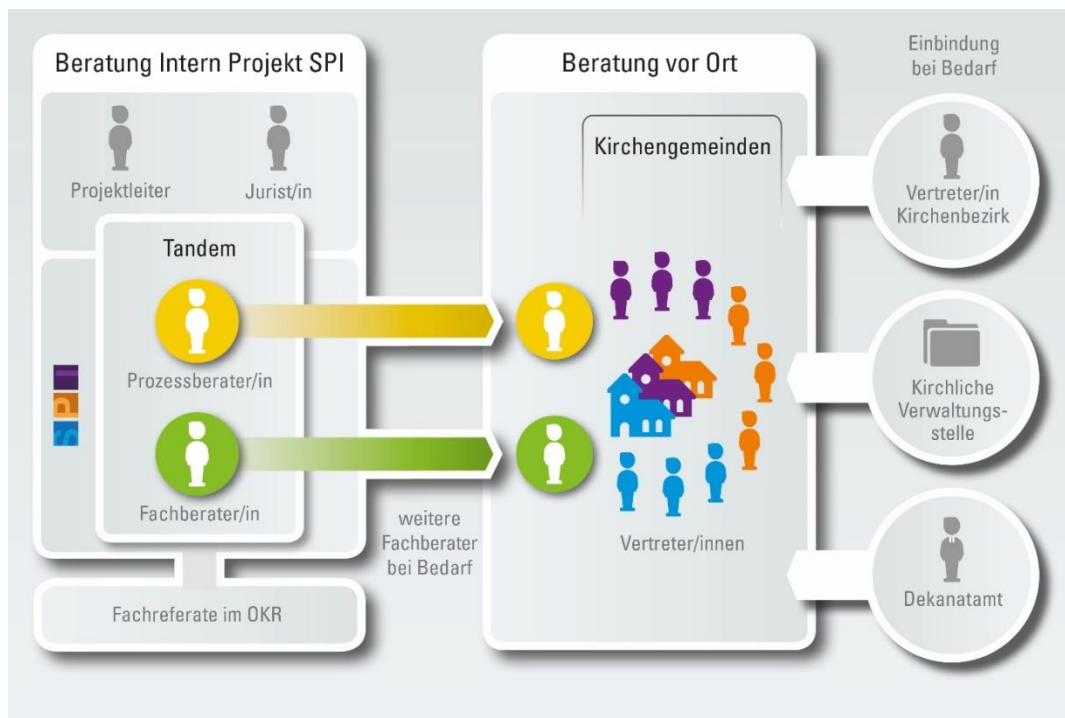 Beratung Intern Projekt SPI
Projektleiter
Jurist/in
Tandem
Prozessberater/in
Fachberater/in
SPI
Fachreferate im OKR
weitere
Fachberater
bei Bedarf
Beratung vor Ort
Kirchengemeinden
Vertreter/innen
Einbindung
bei Bedarf
Vertreter/in
Kirchenbezirk
Kirchliche
Verwaltungs-
stelle
Dekanatamt